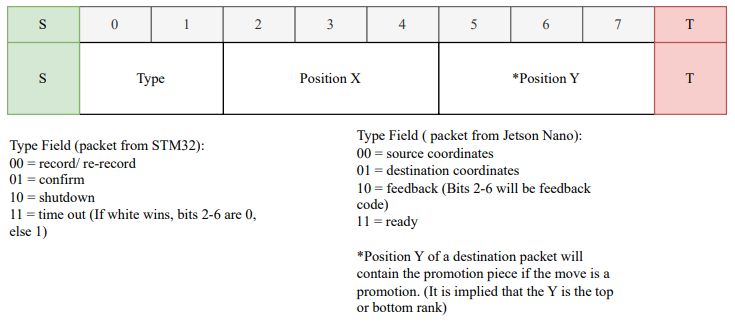 S 0 1 2 3 4 5 6 7 T
S Type Position X *Position Y T
Type Field (packet from STM32):
00 = record/ re-record
01 = confirm
10 = shutdown
11 = time out (If white wins, bits 2-6 are 0,
else 1)
Type Field ( packet from Jetson Nano):
00 = source coordinates
01 = destination coordinates
10 = feedback (Bits 2-6 will be feedback
code)
11 = ready
*Position Y of a destination packet will
contain the promotion piece if the move is a
promotion. (It is implied that the Y is the top
or bottom rank)